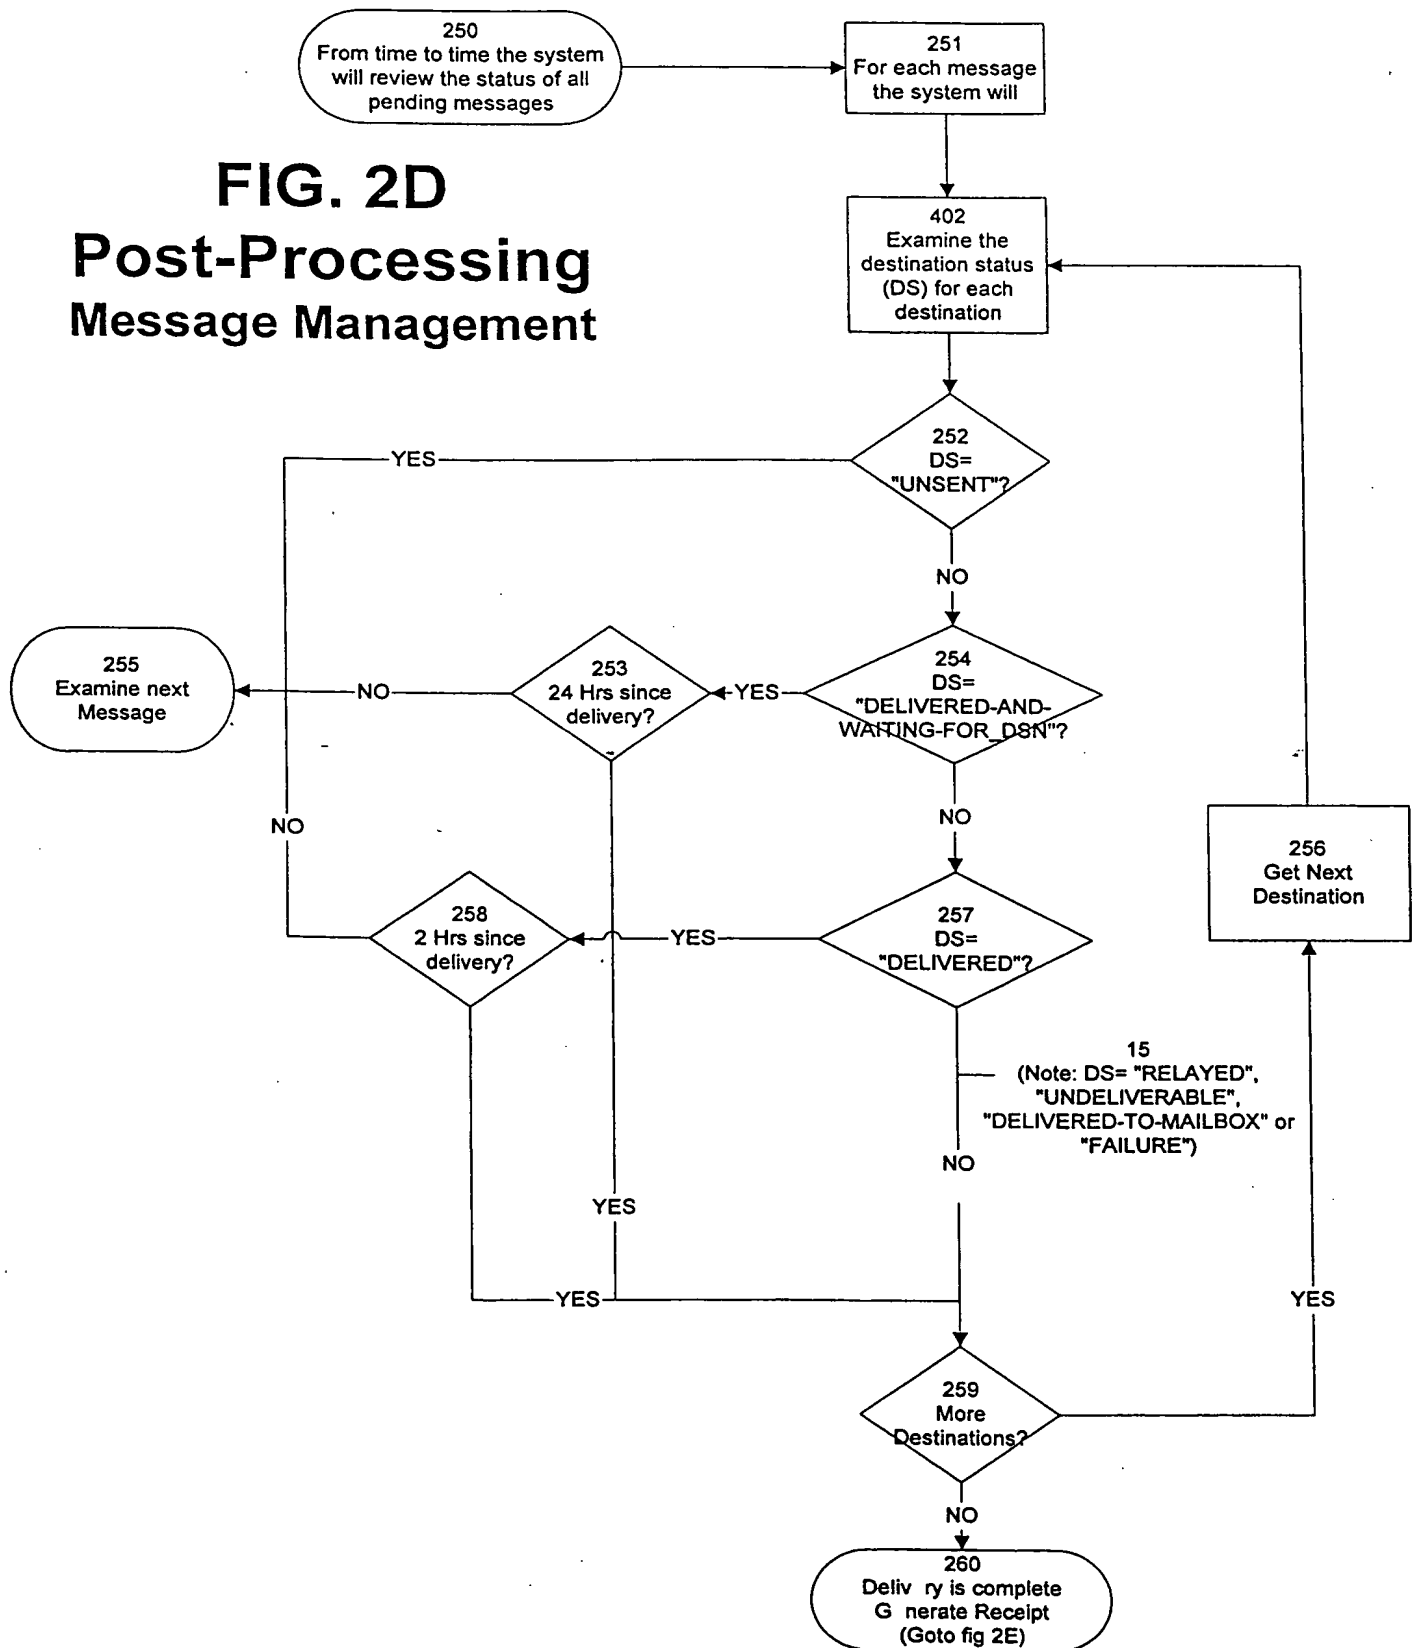 250
From time to time the system
will review the status of all
pending messages
251
For each message
the system will
FIG. 2D
Post-Processing
Message Management
402
Examine the
destination status
(DS) for each
destination
252
DS=
"UNSENT"?
YES
NO
255
Examine next
Message
NO
253
24 Hrs since
delivery?
YES
254
DS=
"DELIVERED-AND-
WAITING-FOR_DSN"?
NO
NO
256
Get Next
Destination
258
2 Hrs since
delivery?
YES
257
DS=
"DELIVERED"?
15
(Note: DS= "RELAYED",
"UNDELIVERABLE",
"DELIVERED-TO-MAILBOX" or
"FAILURE")
NO
YES
YES
YES
259
More
Destinations?
NO
260
Deliv ry is complete
G nerate Receipt
(Goto fig 2E)